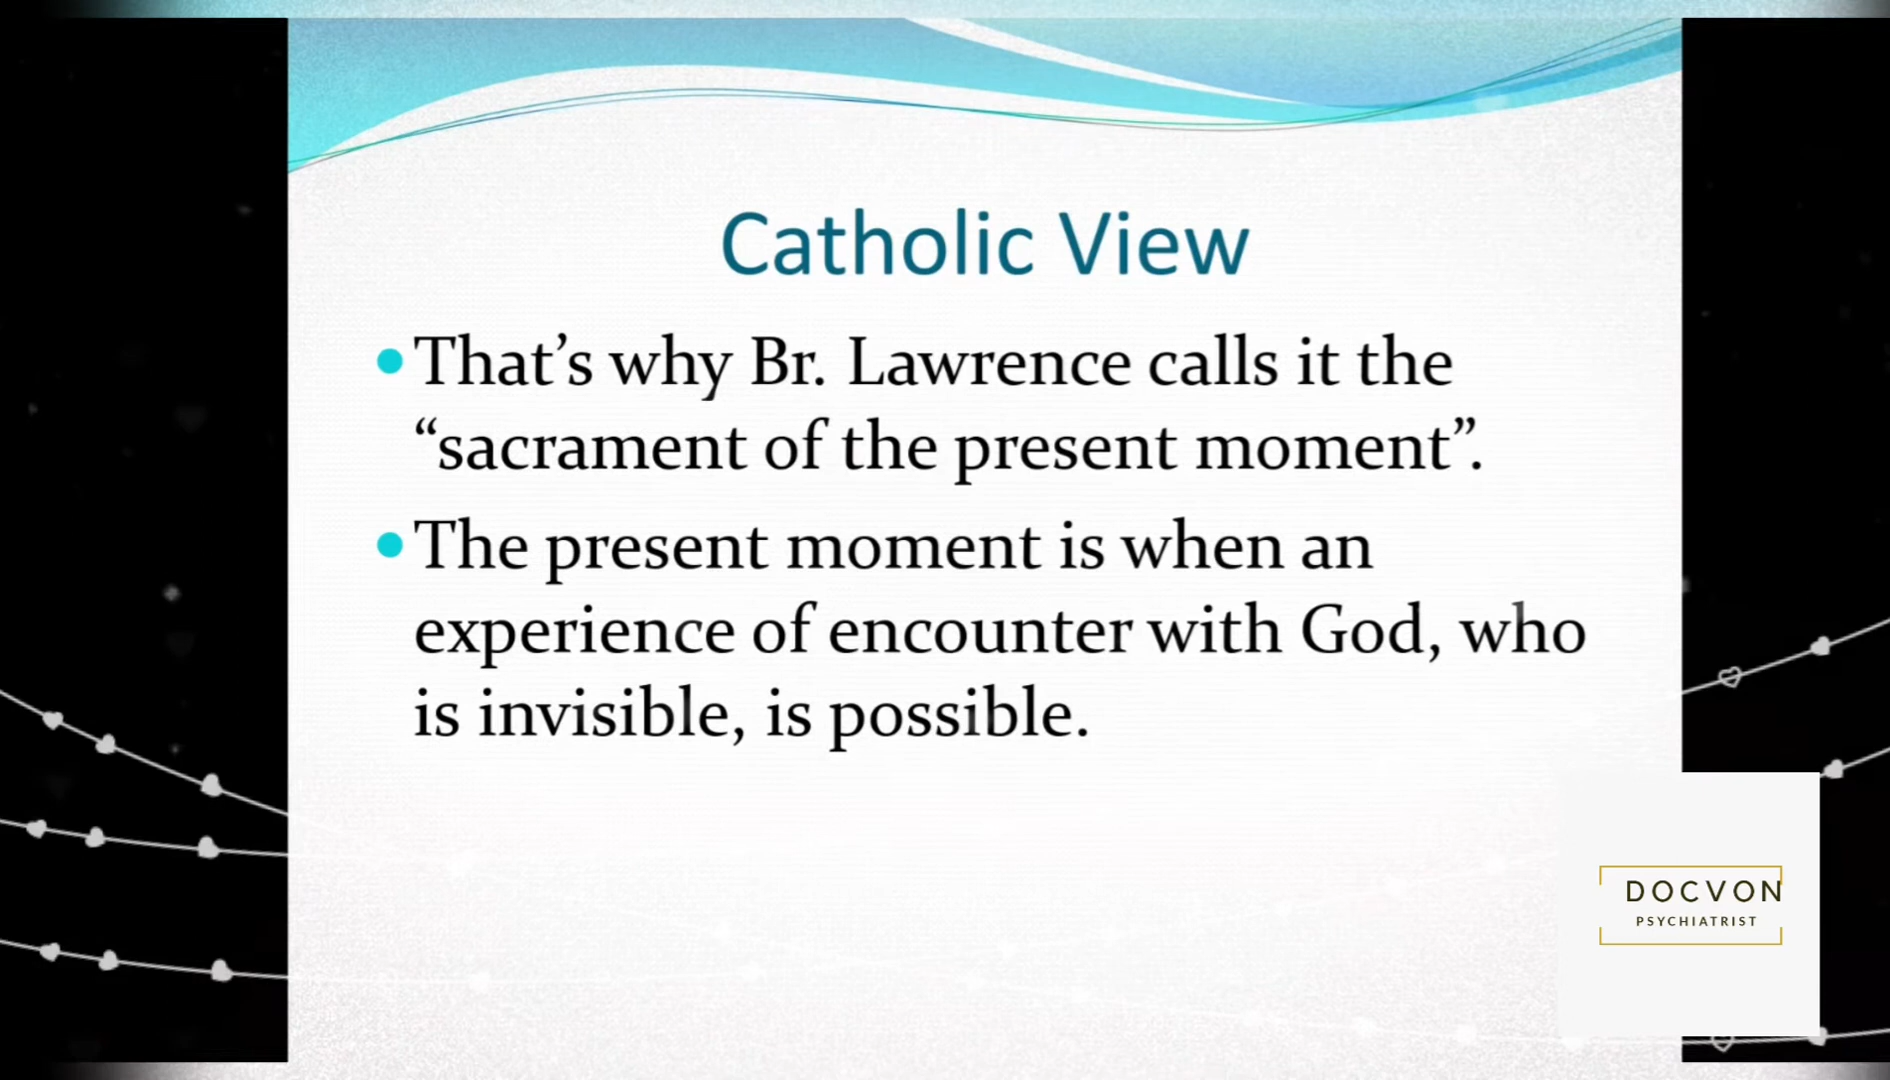 Catholic View
That’s why Br. Lawrence calls it the
“sacrament of the present moment”.
The present moment is when an
experience of encounter with God, who
is invisible, is possible.
DOCVON
PSYCHIATRIST